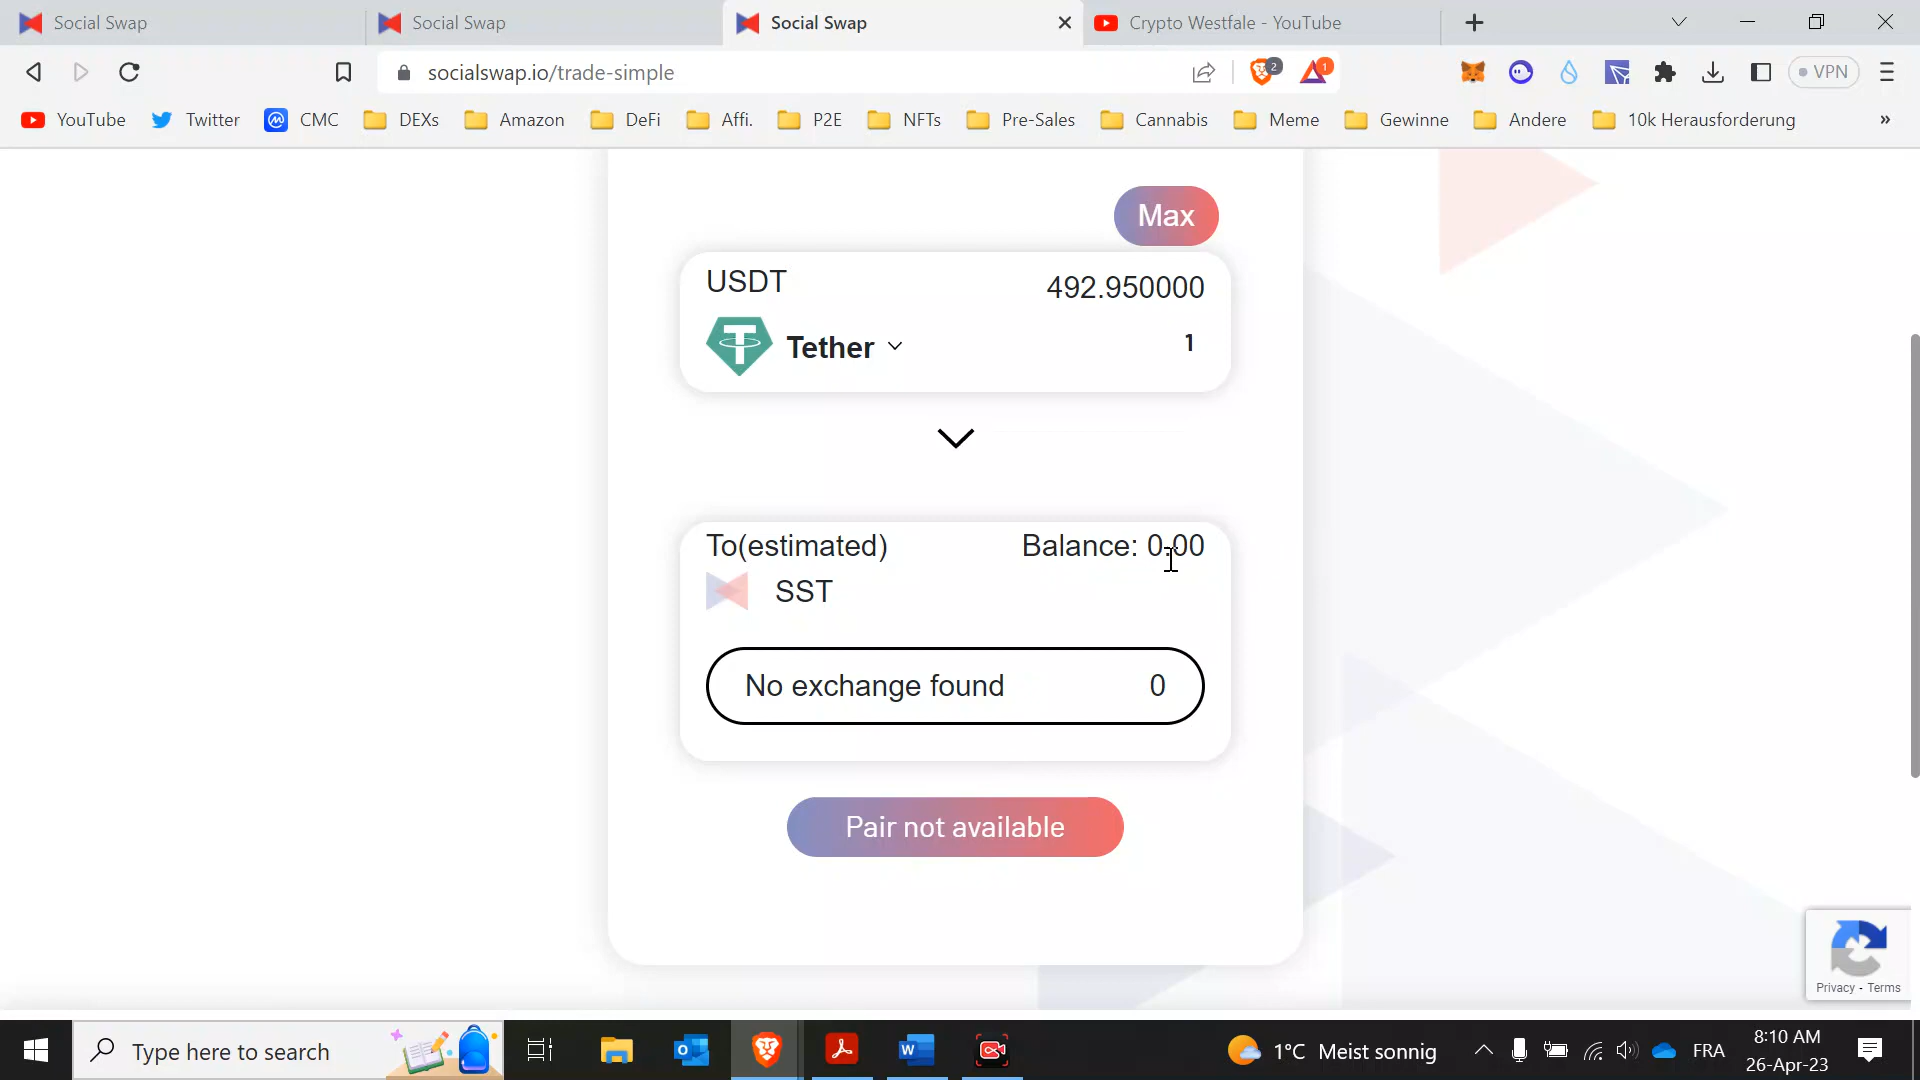 Social Swap
Social Swap
Social Swap
Crypto Westfale - YouTube
socialswap.io/trade-simple
2
1
VPN
YouTube
Twitter
CMC
DEXs
Amazon
DeFi
Affi.
P2E
NFTs
Pre-Sales
Cannabis
Meme
Gewinne
Andere
10k Herausforderung
»
Max
USDT
492.950000
Tether
1
To(estimated)
Balance: 0.00
SST
No exchange found
0
Pair not available
Privacy - Terms
Type here to search
1°C Meist sonnig
FRA
8:10 AM
26-Apr-23